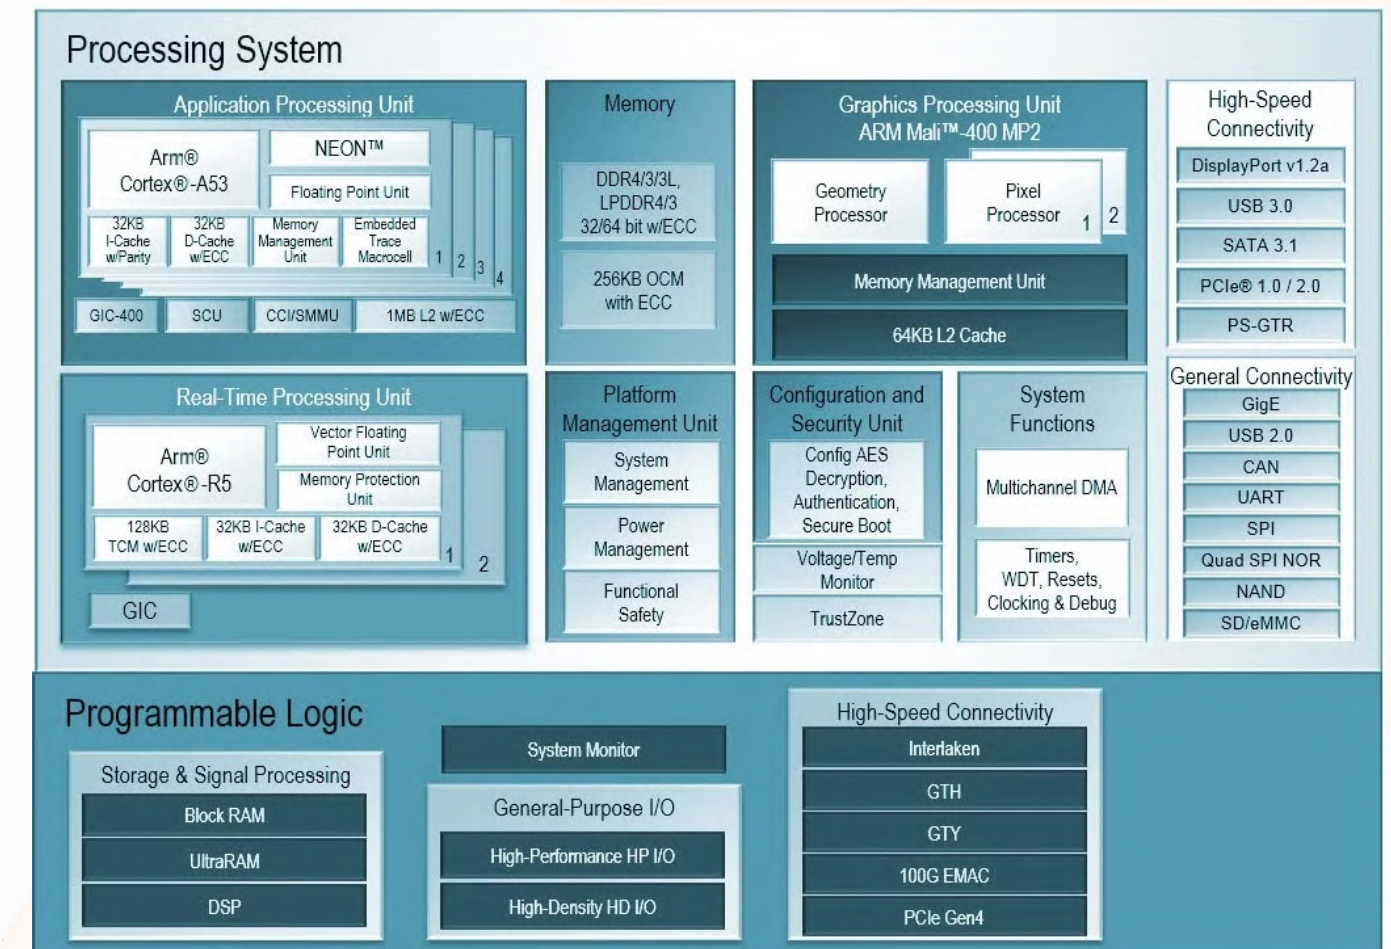 Processing System
Application Processing Unit
Arm®
Cortex®-A53
NEON™
Floating Point Unit
32KB
I-Cache
w/Parity
32KB
D-Cache
w/ECC
Memory
Management
Unit
Embedded
Trace
Macrocell
1
2
3
4
GIC-400
SCU
CCI/SMMU
1MB L2 w/ECC
Memory
DDR4/3/3L,
LPDDR4/3
32/64 bit w/ECC
256KB OCM
with ECC
Graphics Processing Unit
ARM Mali™-400 MP2
Geometry
Processor
Pixel
Processor
1
2
Memory Management Unit
64KB L2 Cache
High-Speed
Connectivity
DisplayPort v1.2a
USB 3.0
SATA 3.1
PCIe® 1.0 / 2.0
PS-GTR
Real-Time Processing Unit
Arm®
Cortex®-R5
Vector Floating
Point Unit
Memory Protection
Unit
128KB
TCM w/ECC
32KB I-Cache
w/ECC
32KB D-Cache
w/ECC
1
2
GIC
Platform
Management Unit
System
Management
Power
Management
Functional
Safety
Configuration and
Security Unit
Config AES
Decryption,
Authentication,
Secure Boot
Voltage/Temp
Monitor
TrustZone
System
Functions
Multichannel DMA
Timers,
WDT, Resets,
Clocking & Debug
General Connectivity
GigE
USB 2.0
CAN
UART
SPI
Quad SPI NOR
NAND
SD/eMMC
Programmable Logic
Storage & Signal Processing
Block RAM
UltraRAM
DSP
System Monitor
General-Purpose I/O
High-Performance HP I/O
High-Density HD I/O
High-Speed Connectivity
Interlaken
GTH
GTY
100G EMAC
PCIe Gen4